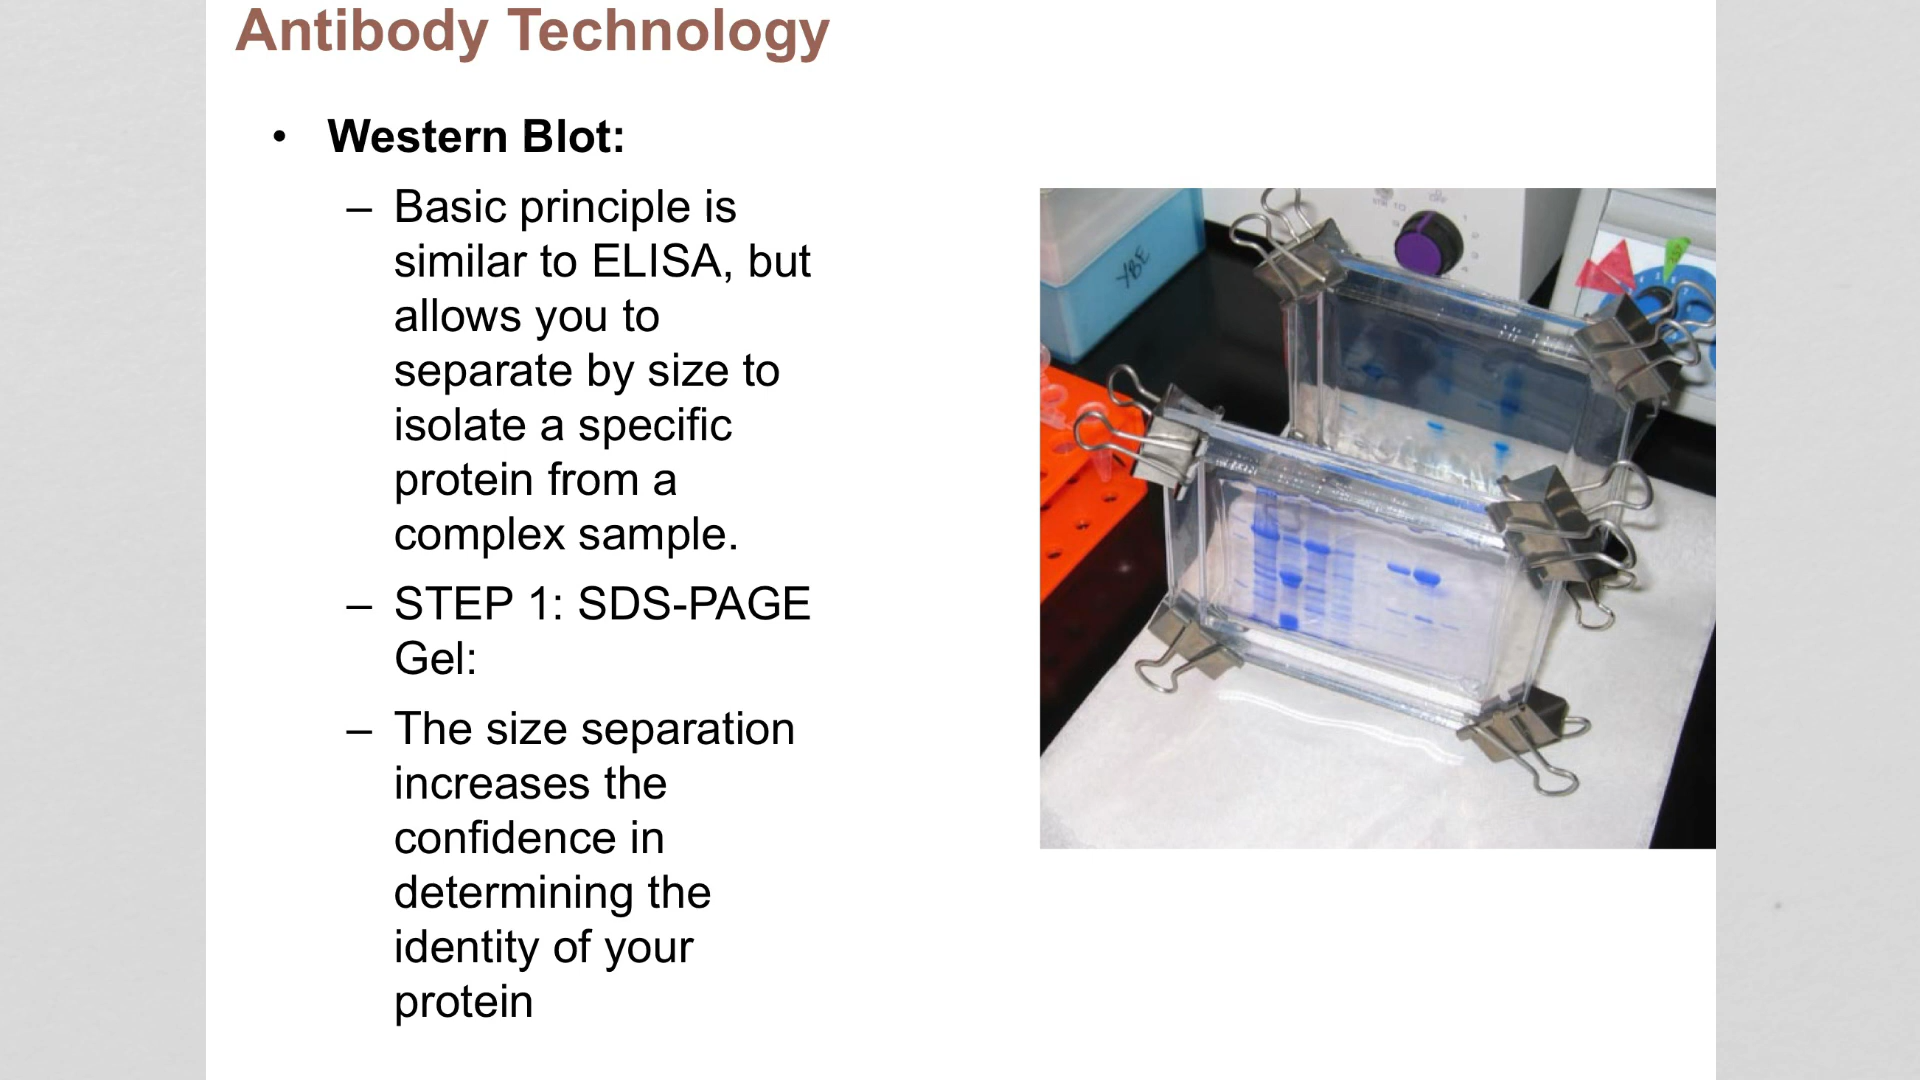 Antibody Technology
• Western Blot:
– Basic principle is
similar to ELISA, but
allows you to
separate by size to
isolate a specific
protein from a
complex sample.
– STEP 1: SDS-PAGE
Gel:
– The size separation
increases the
confidence in
determining the
identity of your
protein